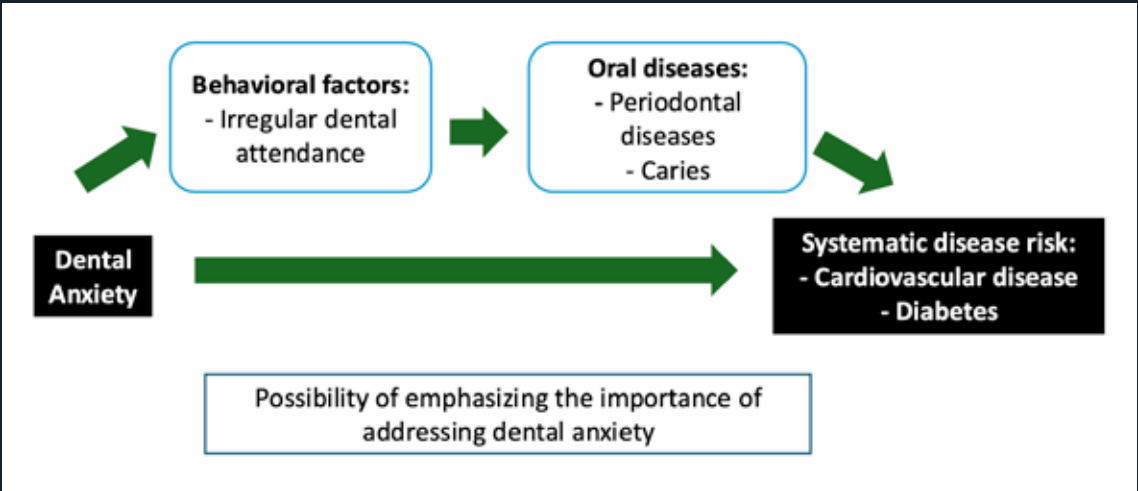 Behavioral factors:
- Irregular dental
attendance
Oral diseases:
- Periodontal
diseases
- Caries
Dental
Anxiety
Systematic disease risk:
- Cardiovascular disease
- Diabetes
Possibility of emphasizing the importance of
addressing dental anxiety